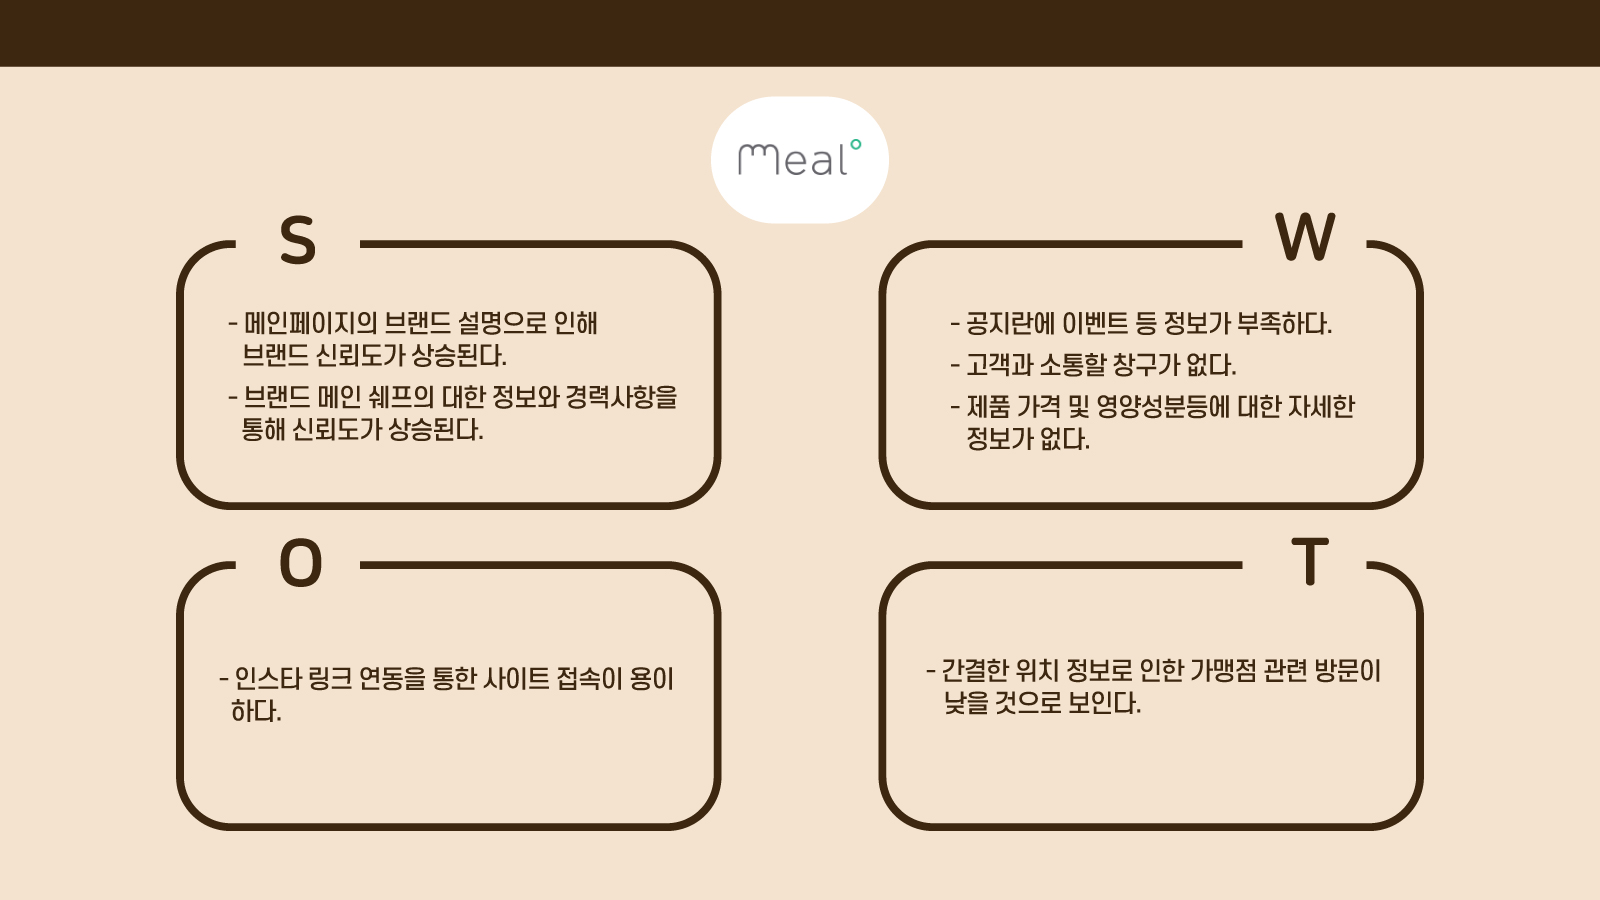 meal°
S
- 메인페이지의 브랜드 설명으로 인해
브랜드 신뢰도가 상승된다.
- 브랜드 메인 쉐프의 대한 정보와 경력사항을
통해 신뢰도가 상승된다.
W
- 공지란에 이벤트 등 정보가 부족하다.
- 고객과 소통할 창구가 없다.
- 제품 가격 및 영양성분등에 대한 자세한
정보가 없다.
O
- 인스타 링크 연동을 통한 사이트 접속이 용이
하다.
T
- 간결한 위치 정보로 인한 가맹점 관련 방문이
낮을 것으로 보인다.